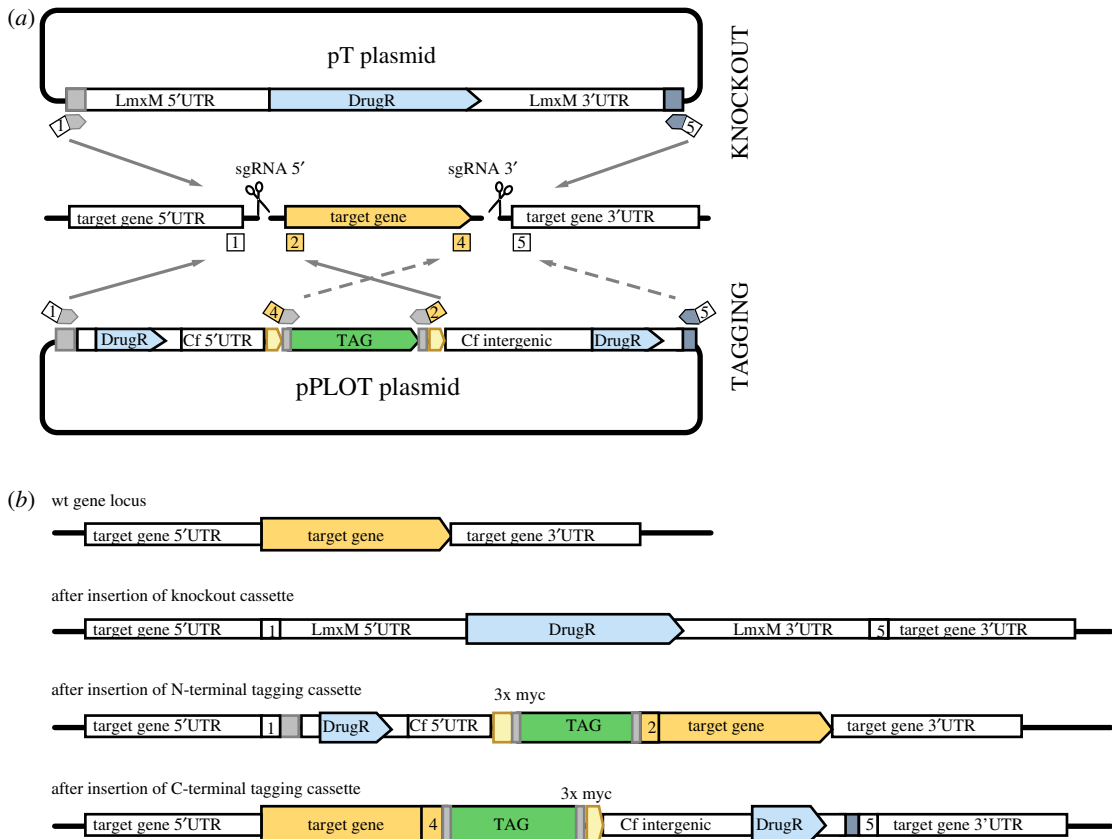 (a)
pT plasmid
LmxM 5′UTR DrugR LmxM 3′UTR
1 5
KNOCKOUT
sgRNA 5′ sgRNA 3′
target gene 5′UTR target gene target gene 3′UTR
1 2 4 5
1 4 2 5
DrugR Cf 5′UTR TAG Cf intergenic DrugR
TAGGING
pPLOT plasmid
(b)
wt gene locus
target gene 5′UTR target gene target gene 3′UTR
after insertion of knockout cassette
target gene 5′UTR 1 LmxM 5′UTR DrugR LmxM 3′UTR 5 target gene 3′UTR
after insertion of N-terminal tagging cassette
3x myc
target gene 5′UTR 1 DrugR Cf 5′UTR TAG 2 target gene target gene 3′UTR
after insertion of C-terminal tagging cassette
3x myc
target gene 5′UTR target gene 4 TAG Cf intergenic DrugR 5 target gene 3'UTR